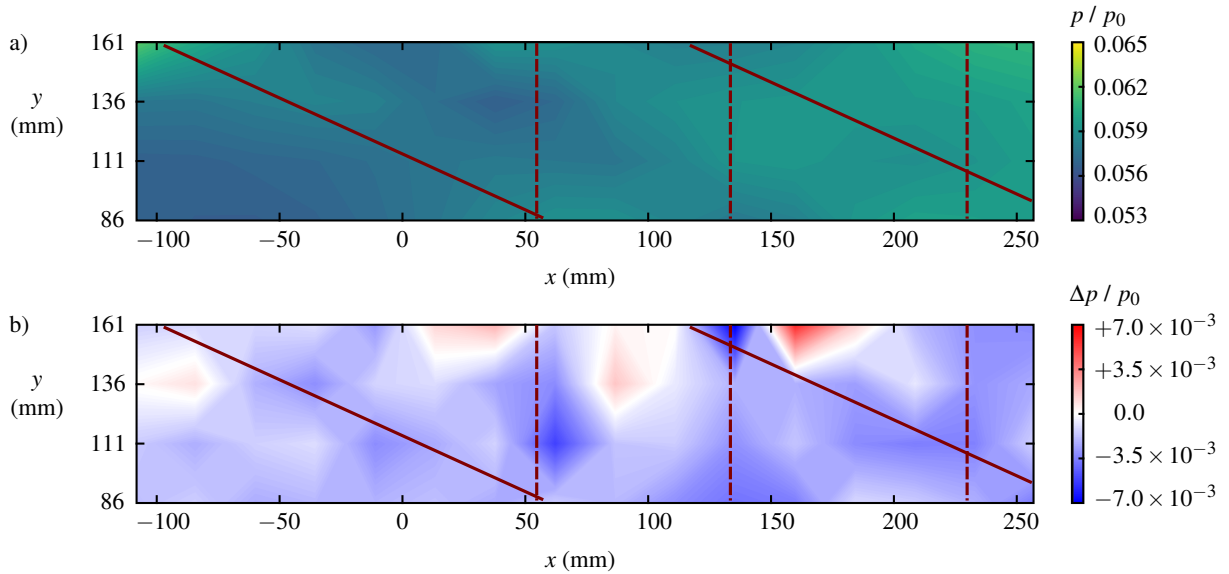 a)
p / p₀
161
136
111
86
y
(mm)
−100 −50 0 50 100 150 200 250
x (mm)
0.065
0.062
0.059
0.056
0.053
b)
Δp / p₀
161
136
111
86
y
(mm)
−100 −50 0 50 100 150 200 250
x (mm)
+7.0 × 10⁻³
+3.5 × 10⁻³
0.0
−3.5 × 10⁻³
−7.0 × 10⁻³